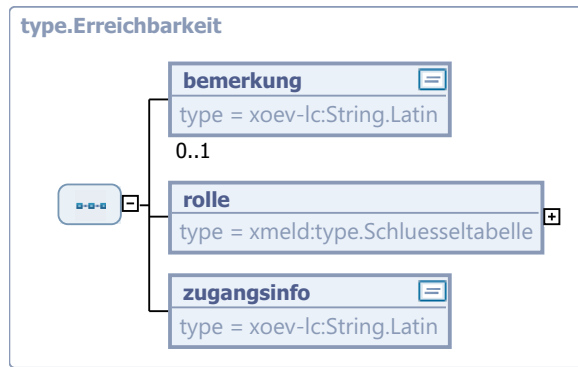 type.Erreichbarkeit
bemerkung
type = xoev-lc:String.Latin
0..1
rolle
type = xmeld:type.Schluesseltabelle
zugangsinfo
type = xoev-lc:String.Latin